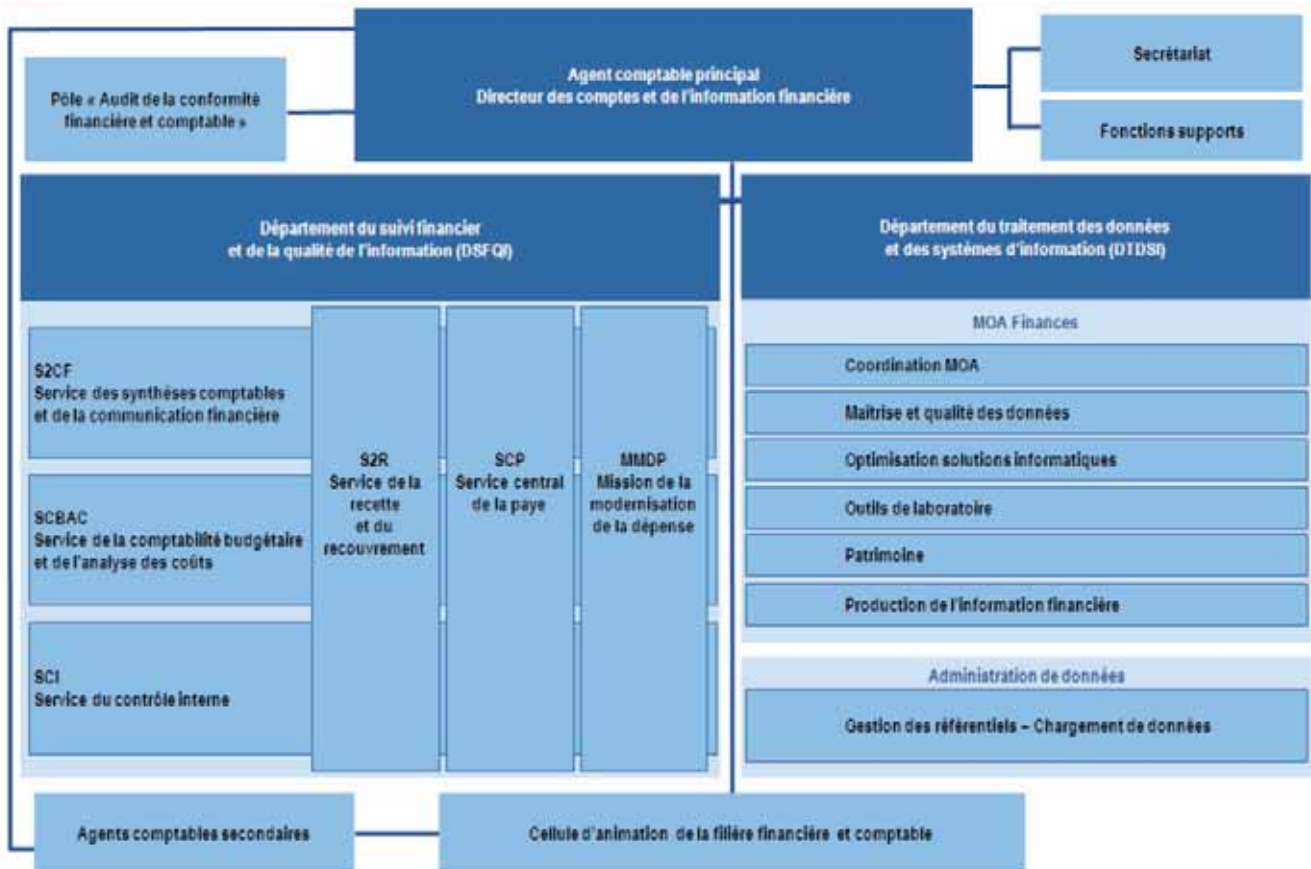 Agent comptable principal
Directeur des comptes et de l'information financière
Secrétariat
Fonctions supports
Pôle « Audit de la conformité
financière et comptable »
Département du suivi financier
et de la qualité de l'information (DSFQI)
S2CF
Service des synthèses comptables
et de la communication financière
SCBAC
Service de la comptabilité budgétaire
et de l'analyse des coûts
SCI
Service du contrôle interne
S2R
Service de la
recette
et du
recouvrement
SCP
Service central
de la paye
MMDP
Mission de la
modernisation
de la dépense
Département du traitement des données
et des systèmes d'information (DTDSI)
MOA Finances
Coordination MOA
Maîtrise et qualité des données
Optimisation solutions informatiques
Outils de laboratoire
Patrimoine
Production de l'information financière
Administration de données
Gestion des référentiels – Chargement de données
Agents comptables secondaires
Cellule d'animation de la filière financière et comptable